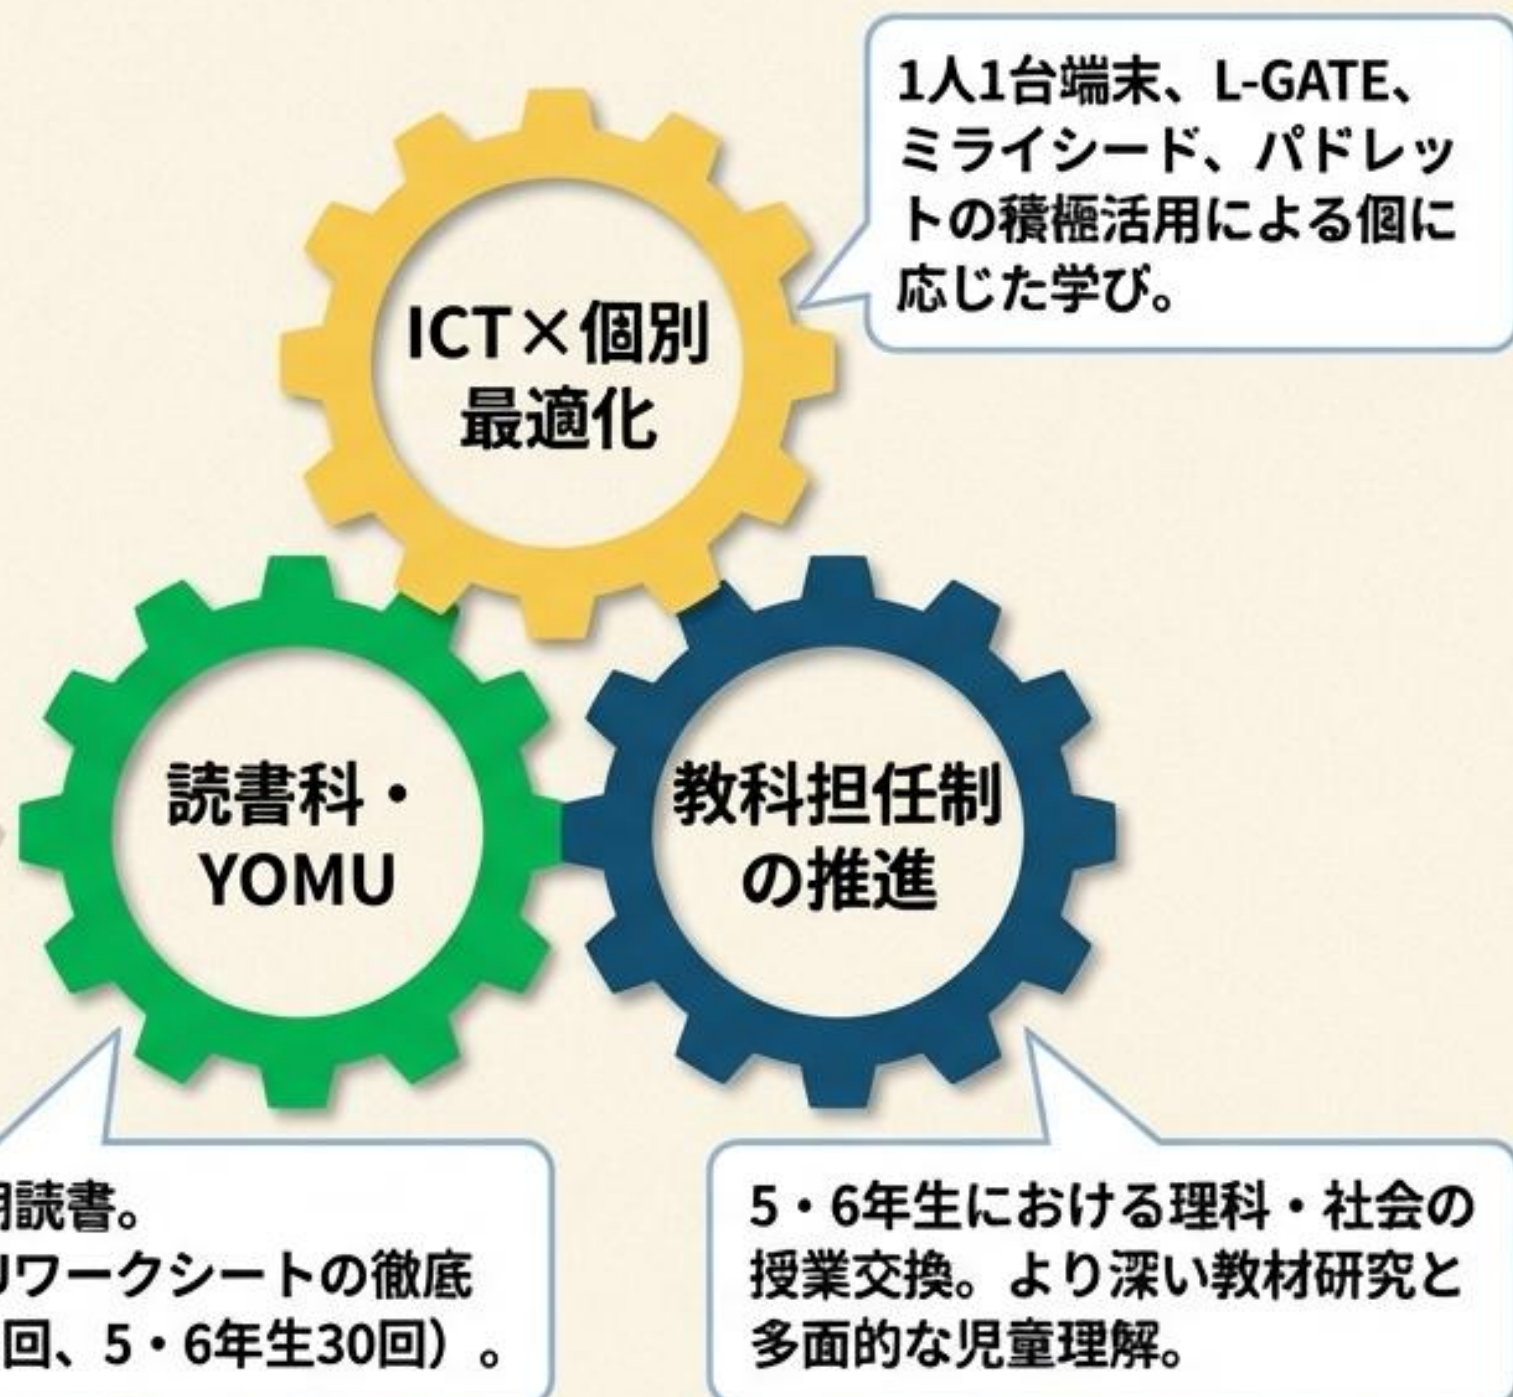 1人1台端末、L-GATE、
ミライシード、パドレッ
トの積極活用による個に
応じた学び。
ICT×個別
最適化
読書科・
YOMU
教科担任制
の推進
読書。
ワークシートの徹底
回、5・6年生30回）。
5・6年生における理科・社会の
授業交換。より深い教材研究と
多面的な児童理解。